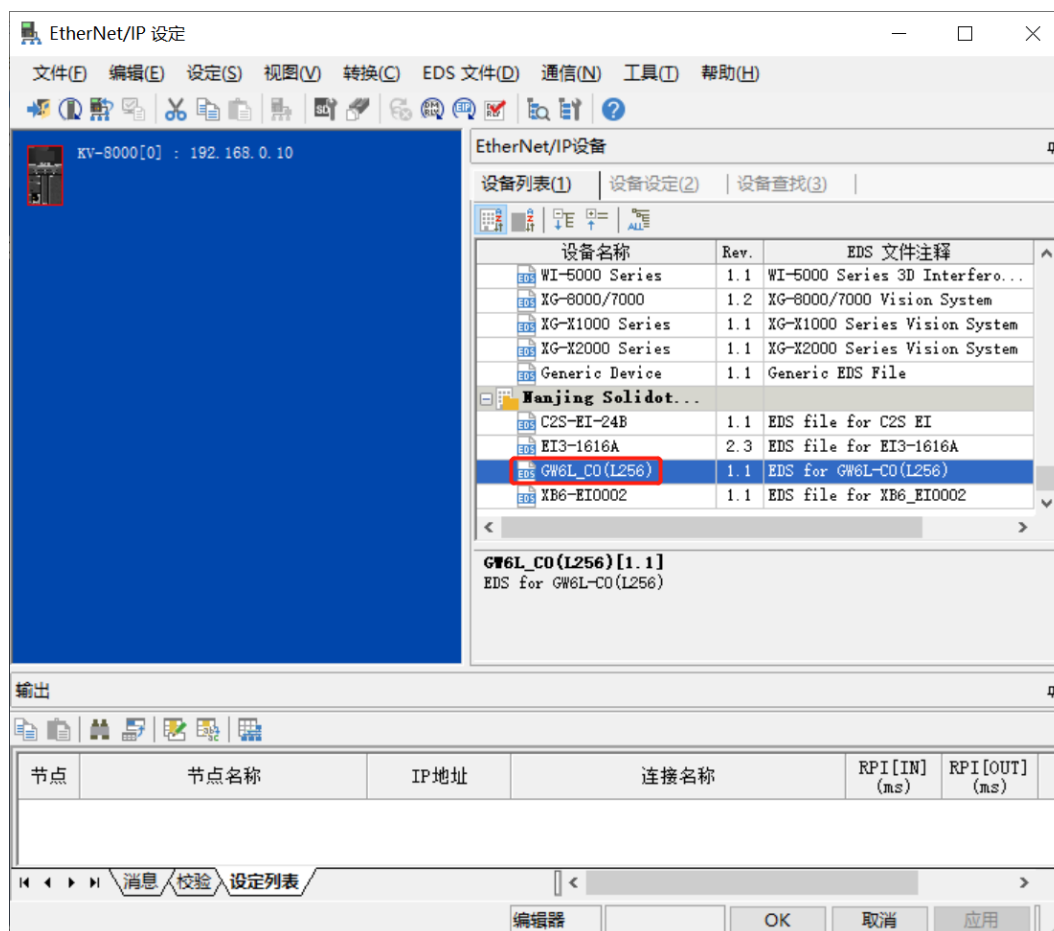 EtherNet/IP 设定
文件(F) 编辑(E) 设定(S) 视图(V) 转换(C) EDS 文件(D) 通信(N) 工具(T) 帮助(H)
KV-8000[0] : 192.168.0.10
EtherNet/IP设备
设备列表(1) 设备设定(2) 设备查找(3)
设备名称 Rev. EDS 文件注释
WI-5000 Series 1.1 WI-5000 Series 3D Interfero...
XG-8000/7000 1.2 XG-8000/7000 Vision System
XG-X1000 Series 1.1 XG-X1000 Series Vision System
XG-X2000 Series 1.1 XG-X2000 Series Vision System
Generic Device 1.1 Generic EDS File
Nanjing Solidot...
C2S-EI-24B 1.1 EDS file for C2S EI
EI3-1616A 2.3 EDS file for EI3-1616A
GW6L_CO(L256) 1.1 EDS for GW6L-CO(L256)
XB6-EI0002 1.1 EDS file for XB6_EI0002
GW6L_CO(L256)[1.1]
EDS for GW6L-CO(L256)
输出
节点 节点名称 IP地址 连接名称 RPI[IN] (ms) RPI[OUT] (ms)
消息 校验 设定列表
编辑器 OK 取消 应用